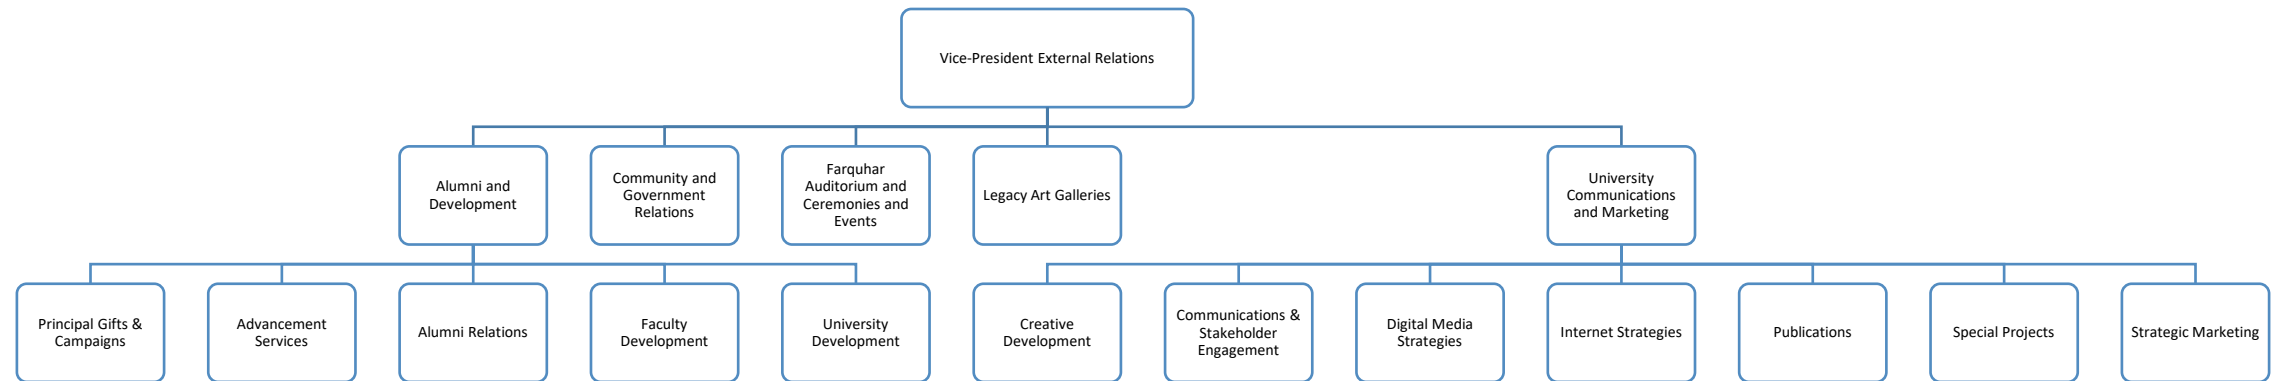 Vice-President External Relations
Alumni and
Development
Community and
Government
Relations
Farquhar
Auditorium and
Ceremonies and
Events
Legacy Art Galleries
University
Communications
and Marketing
Principal Gifts &
Campaigns
Advancement
Services
Alumni Relations
Faculty
Development
University
Development
Creative
Development
Communications &
Stakeholder
Engagement
Digital Media
Strategies
Internet Strategies
Publications
Special Projects
Strategic Marketing